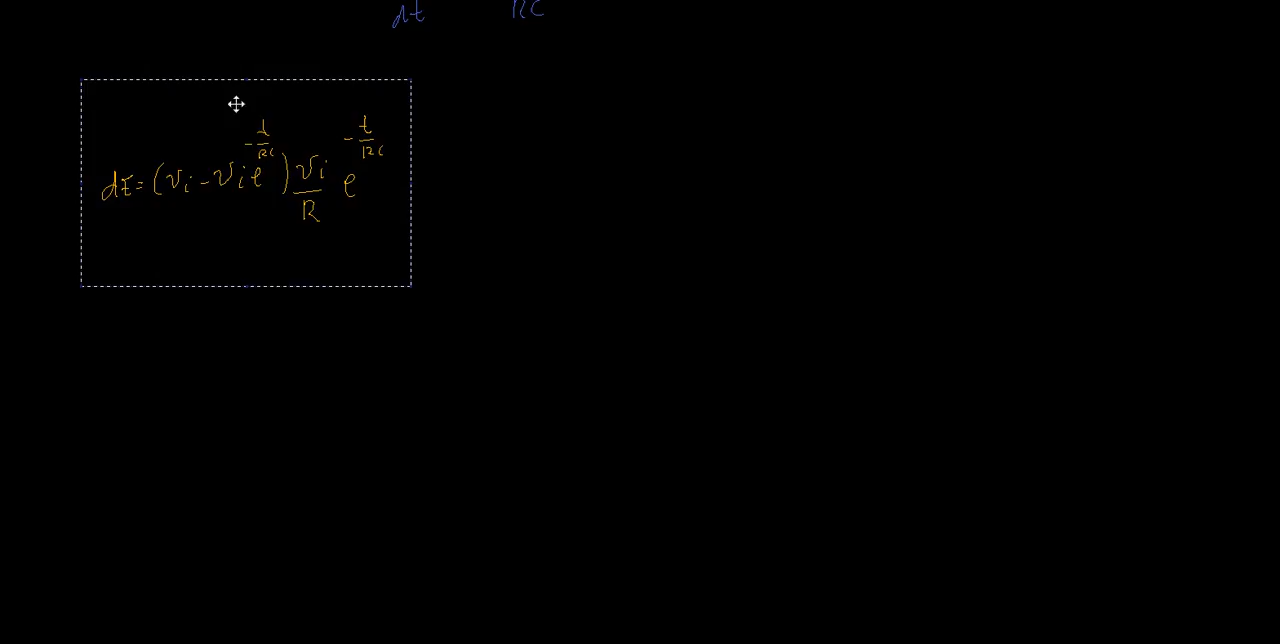 dt RC
dE = (vi - vi e^{-t/RC}) vi/R e^{-t/RC}